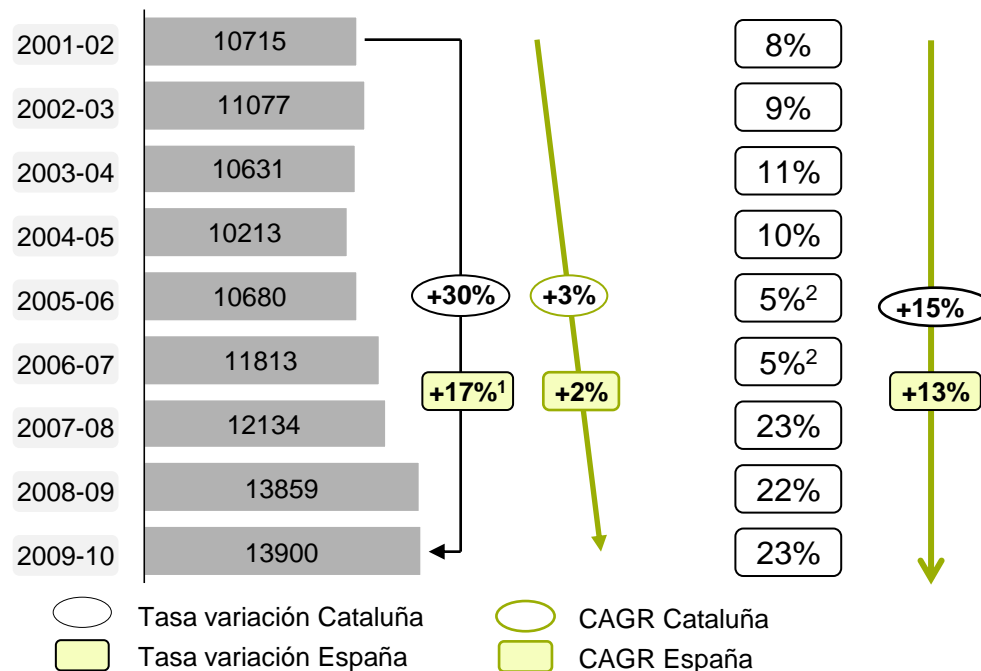 2001-02 10715 8%
2002-03 11077 9%
2003-04 10631 11%
2004-05 10213 10%
2005-06 10680 +30% +3% 5%² +15%
2006-07 11813 +17%¹ +2% 5%² +13%
2007-08 12134 23%
2008-09 13859 22%
2009-10 13900 23%
Tasa variación Cataluña CAGR Cataluña
Tasa variación España CAGR España